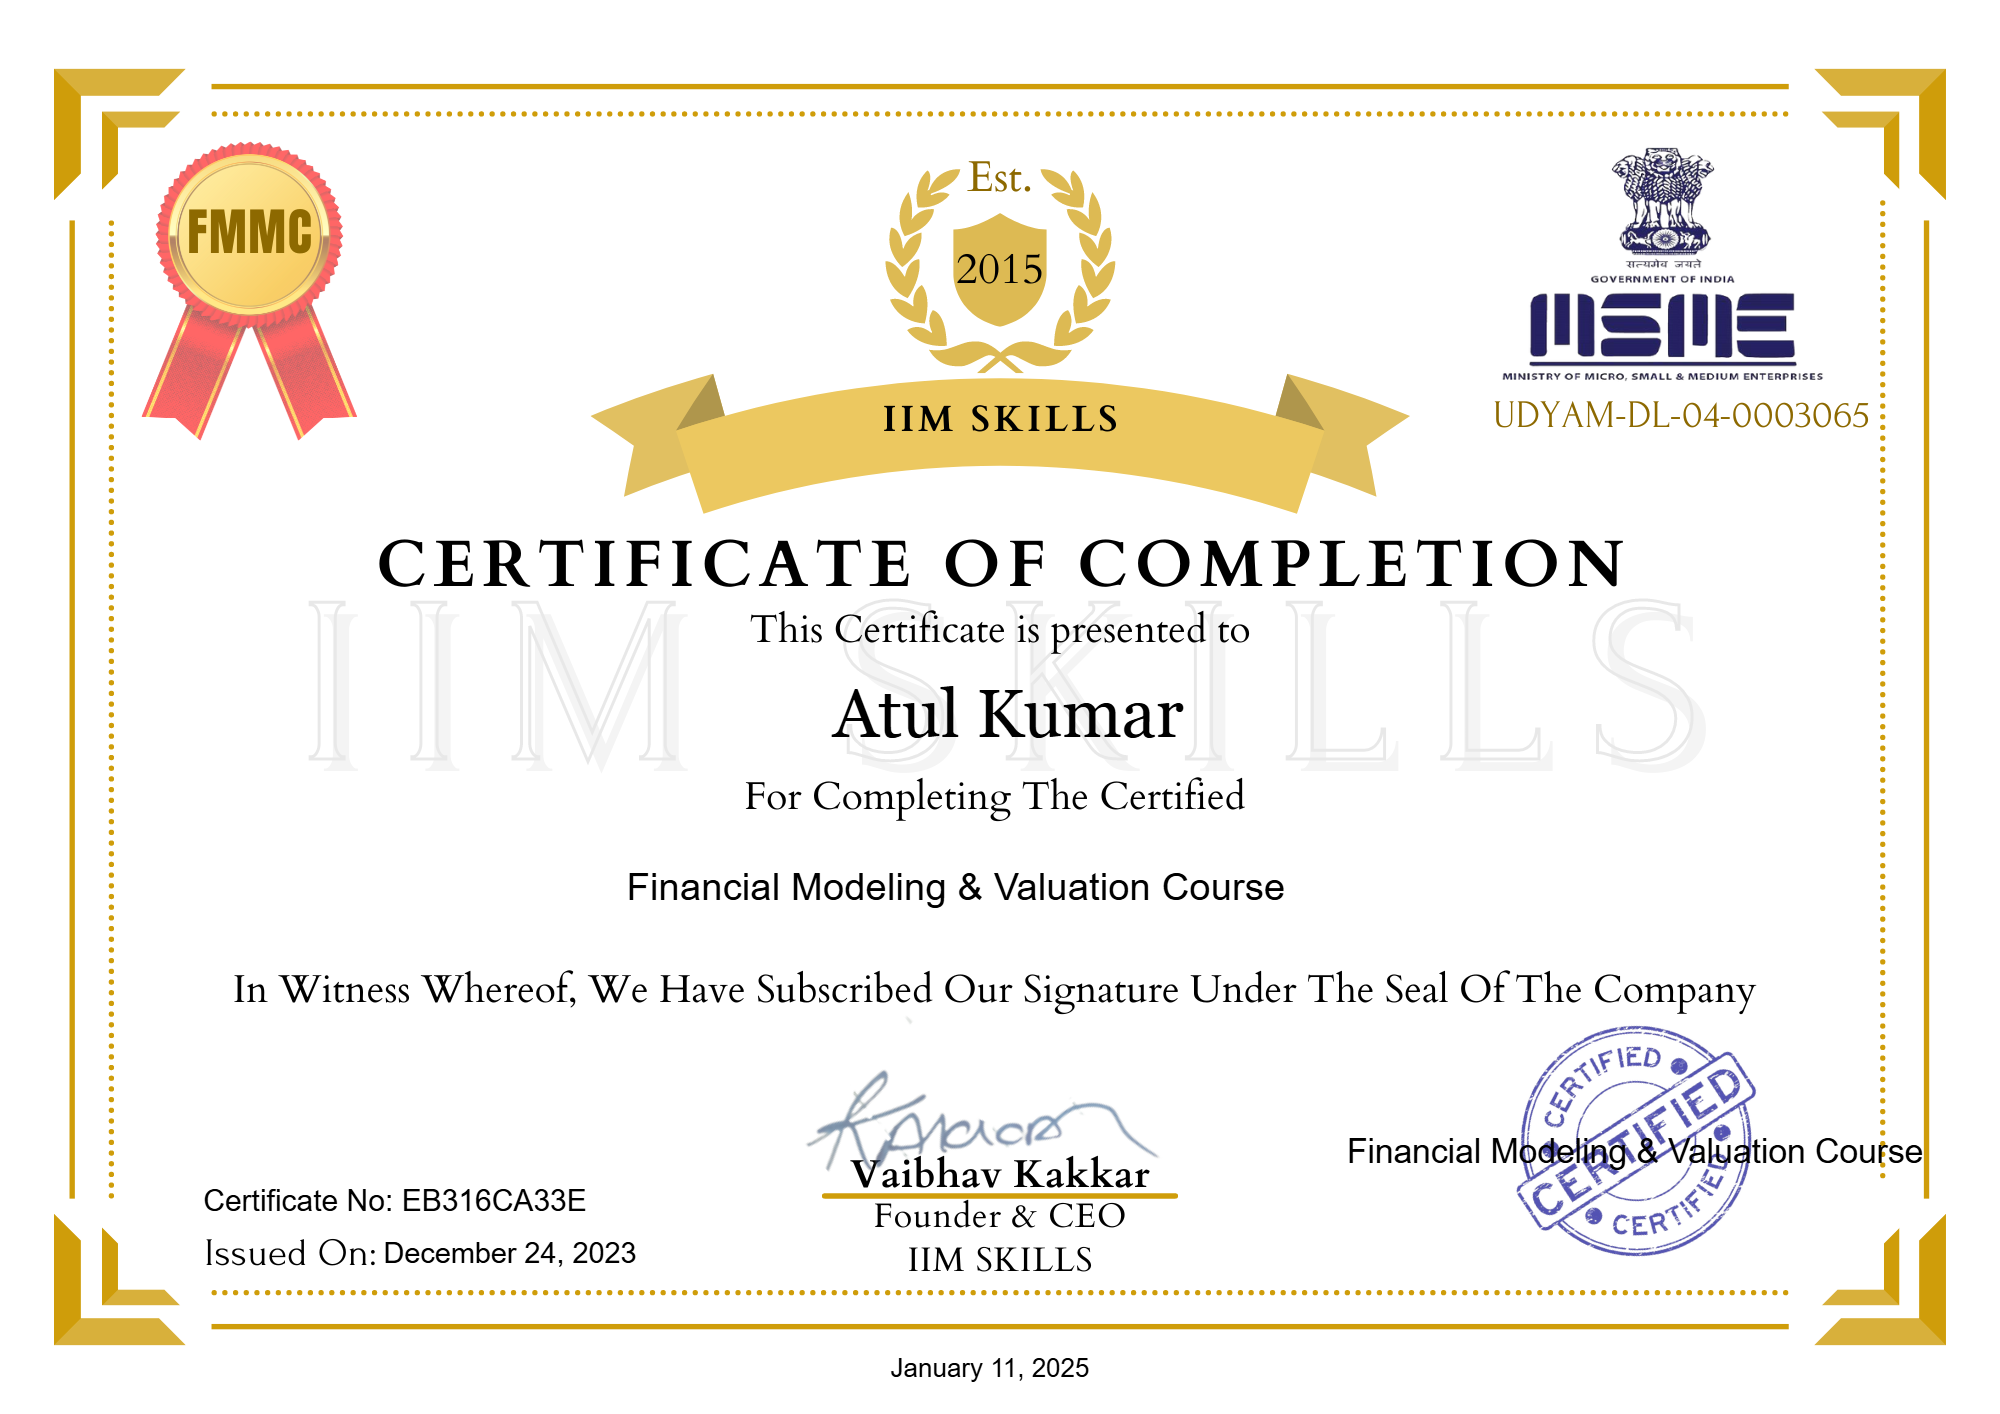 FMMC
Est.
2015
IIM SKILLS
सत्यमेव जयते
GOVERNMENT OF INDIA
MSME
MINISTRY OF MICRO, SMALL & MEDIUM ENTERPRISES
UDYAM-DL-04-0003065
CERTIFICATE OF COMPLETION
IIM SKILLS
This Certificate is presented to
Atul Kumar
For Completing The Certified
Financial Modeling & Valuation Course
In Witness Whereof, We Have Subscribed Our Signature Under The Seal Of The Company
Vaibhav Kakkar
Founder & CEO
IIM SKILLS
CERTIFIED
CERTIFIED
CERTIFIED
Financial Modeling & Valuation Course
Certificate No: EB316CA33E
Issued On: December 24, 2023
January 11, 2025